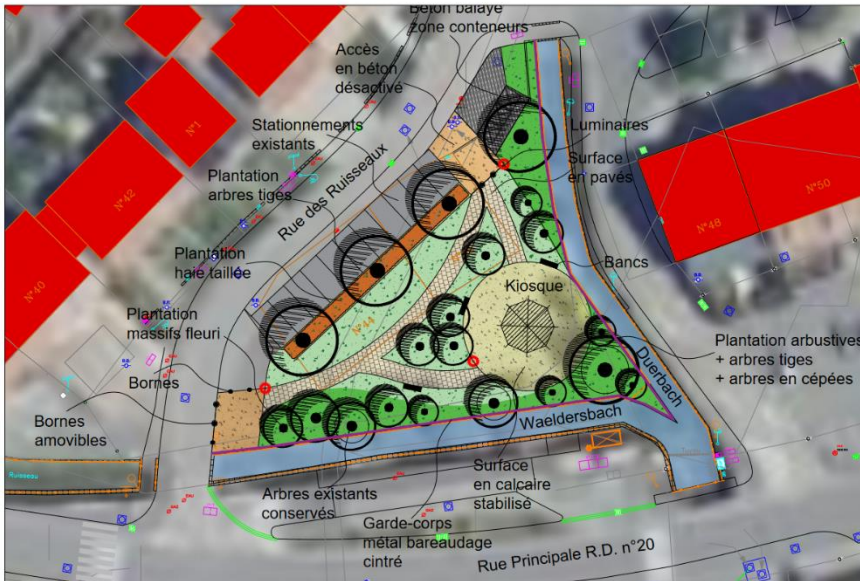 Béton balayé
zone conteneurs
Accès
en béton
désactivé
Stationnements
existants
Plantation
arbres tiges
Rue des Ruisseaux
Plantation
haie taillée
Plantation
massifs fleuri
Bornes
Bornes
amovibles
Luminaires
Surface
en pavés
Bancs
Kiosque
Plantation arbustives
+ arbres tiges
+ arbres en cépées
Duerbach
Waeldersbach
Surface
en calcaire
stabilisé
Arbres existants
conservés
Garde-corps
métal bareaudage
cintré
Rue Principale R.D. n°20
N°1
N°42
N°40
N°44
N°48
N°50
Ruisseau